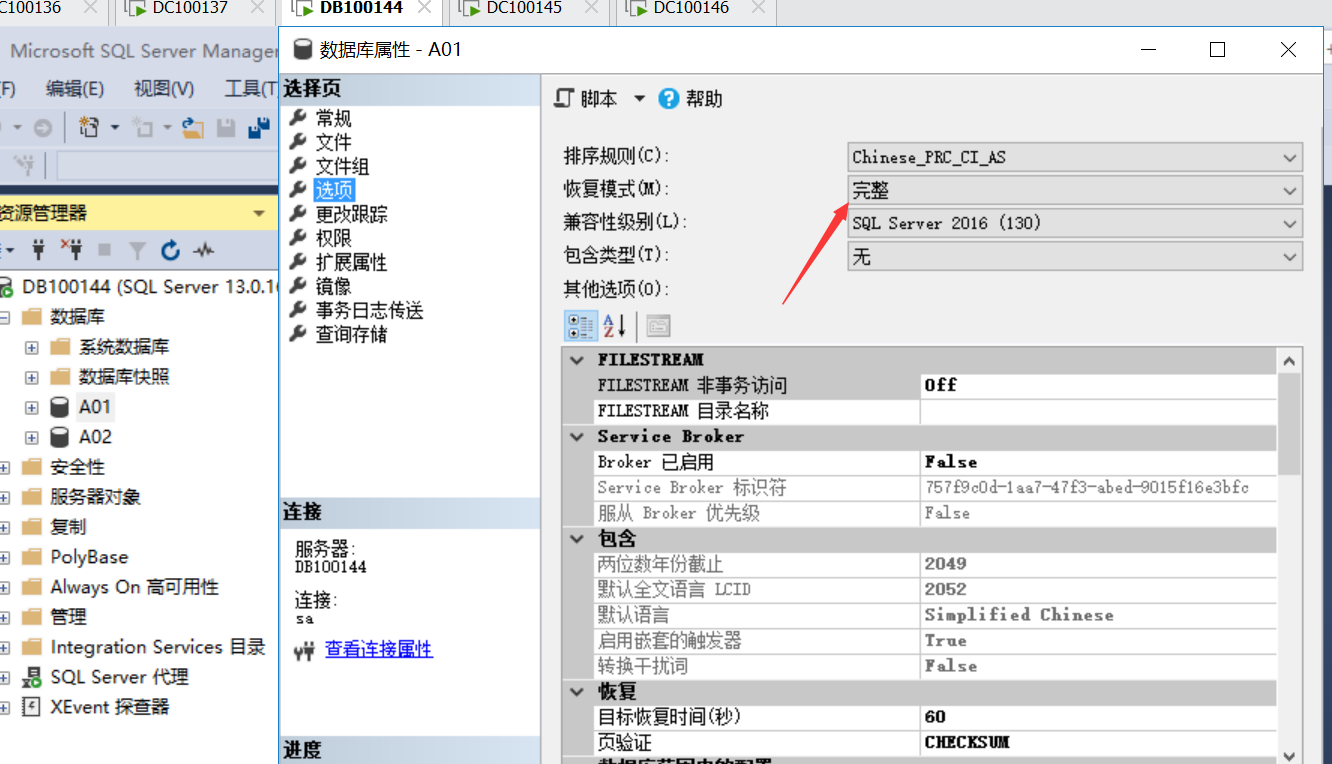 C100136
DC100137
DB100144
DC100145
DC100146
Microsoft SQL Server Manager
数据库属性 - A01
F)
编辑(E)
视图(V)
工具(T
资源管理器
DB100144 (SQL Server 13.0.16
数据库
系统数据库
数据库快照
A01
A02
安全性
服务器对象
复制
PolyBase
Always On 高可用性
管理
Integration Services 目录
SQL Server 代理
XEvent 探查器
选择页
常规
文件
文件组
选项
更改跟踪
权限
扩展属性
镜像
事务日志传送
查询存储
连接
服务器:
DB100144
连接:
sa
查看连接属性
进度
脚本
帮助
排序规则(C):
Chinese_PRC_CI_AS
恢复模式(M):
完整
兼容性级别(L):
SQL Server 2016 (130)
包含类型(T):
无
其他选项(O):
FILESTREAM
FILESTREAM 非事务访问
Off
FILESTREAM 目录名称
Service Broker
Broker 已启用
False
Service Broker 标识符
757f9c0d-1aa7-47f3-abed-9015f16e3bfc
服从 Broker 优先级
False
包含
两位数年份截止
2049
默认全文语言 LCID
2052
默认语言
Simplified Chinese
启用嵌套的触发器
True
转换干扰词
False
恢复
目标恢复时间(秒)
60
页验证
CHECKSUM
数据库范围内的配置